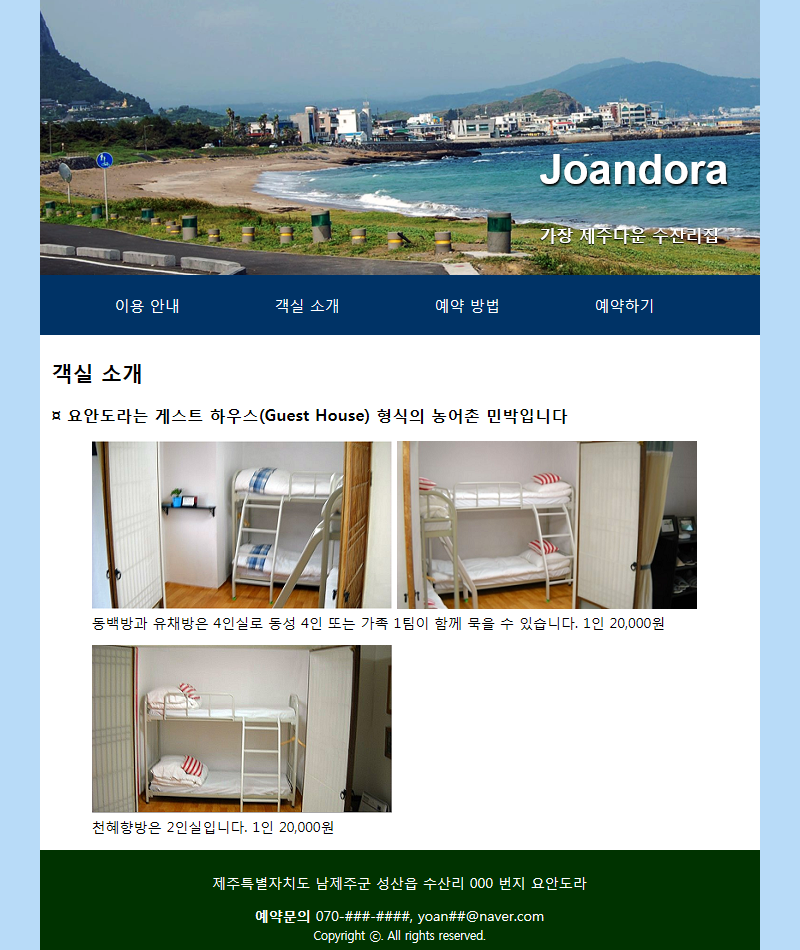 Joandora
가장 제주다운 수산리집
이용 안내 객실 소개 예약 방법 예약하기
객실 소개
¤ 요안도라는 게스트 하우스(Guest House) 형식의 농어촌 민박입니다
동백방과 유채방은 4인실로 동성 4인 또는 가족 1팀이 함께 묵을 수 있습니다. 1인 20,000원
천혜향방은 2인실입니다. 1인 20,000원
제주특별자치도 남제주군 성산읍 수산리 000 번지 요안도라
예약문의 070-###-####, yoan##@naver.com
Copyright ⓒ. All rights reserved.